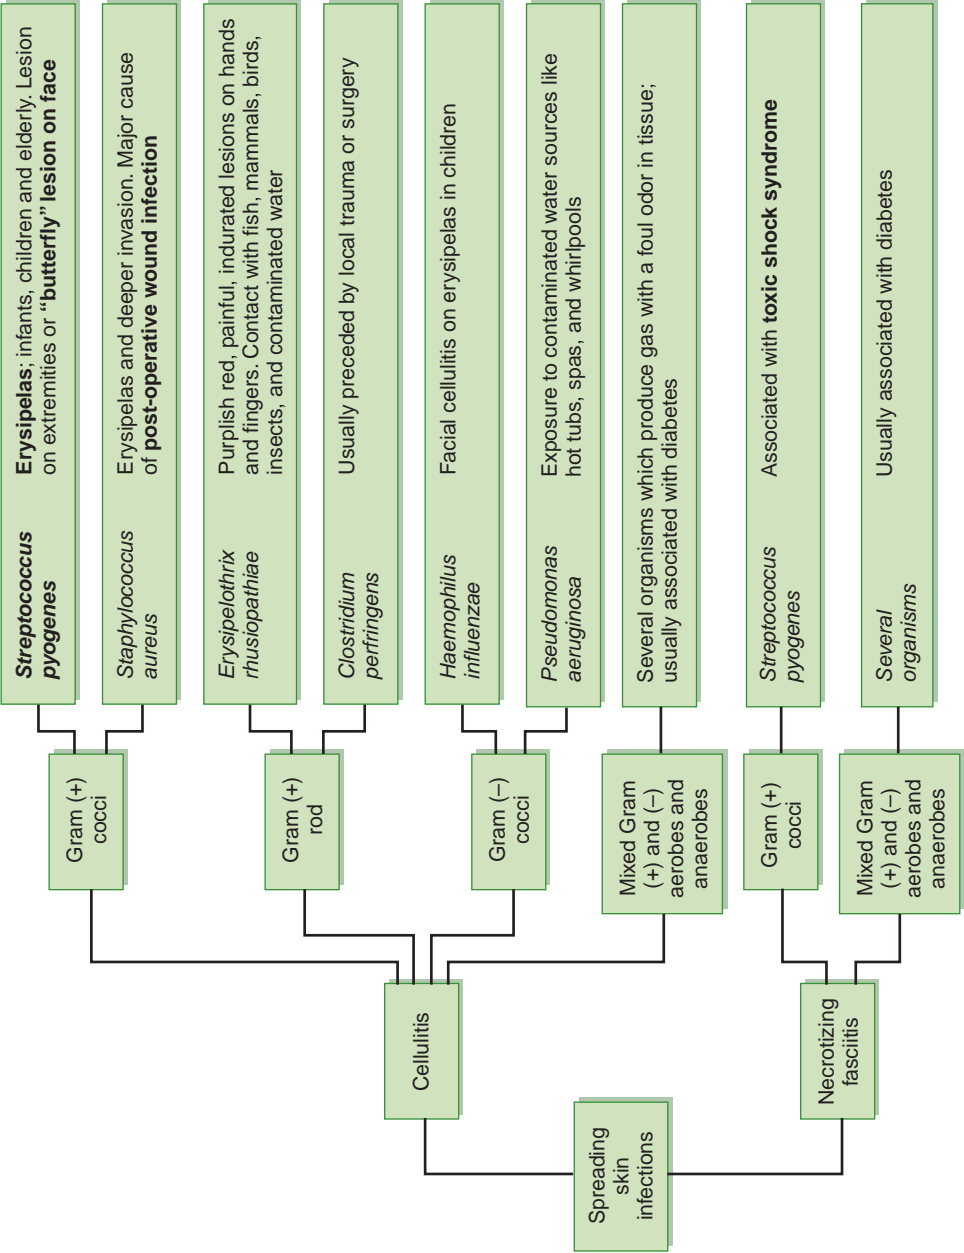 Spreading
skin
infections
Cellulitis
Necrotizing
fasciitis
Gram (+)
cocci
Gram (+)
rod
Gram (–)
cocci
Mixed Gram
(+) and (–)
aerobes and
anaerobes
Gram (+)
cocci
Mixed Gram
(+) and (–)
aerobes and
anaerobes
Streptococcus
pyogenes
Erysipelas; infants, children and elderly. Lesion
on extremities or “butterfly” lesion on face
Staphylococcus
aureus
Erysipelas and deeper invasion. Major cause
of post-operative wound infection
Erysipelothrix
rhusiopathiae
Purplish red, painful, indurated lesions on hands
and fingers. Contact with fish, mammals, birds,
insects, and contaminated water
Clostridium
perfringens
Usually preceded by local trauma or surgery
Haemophilus
influenzae
Facial cellulitis on erysipelas in children
Pseudomonas
aeruginosa
Exposure to contaminated water sources like
hot tubs, spas, and whirlpools
Several organisms which produce gas with a foul odor in tissue;
usually associated with diabetes
Streptococcus
pyogenes
Associated with toxic shock syndrome
Several
organisms
Usually associated with diabetes